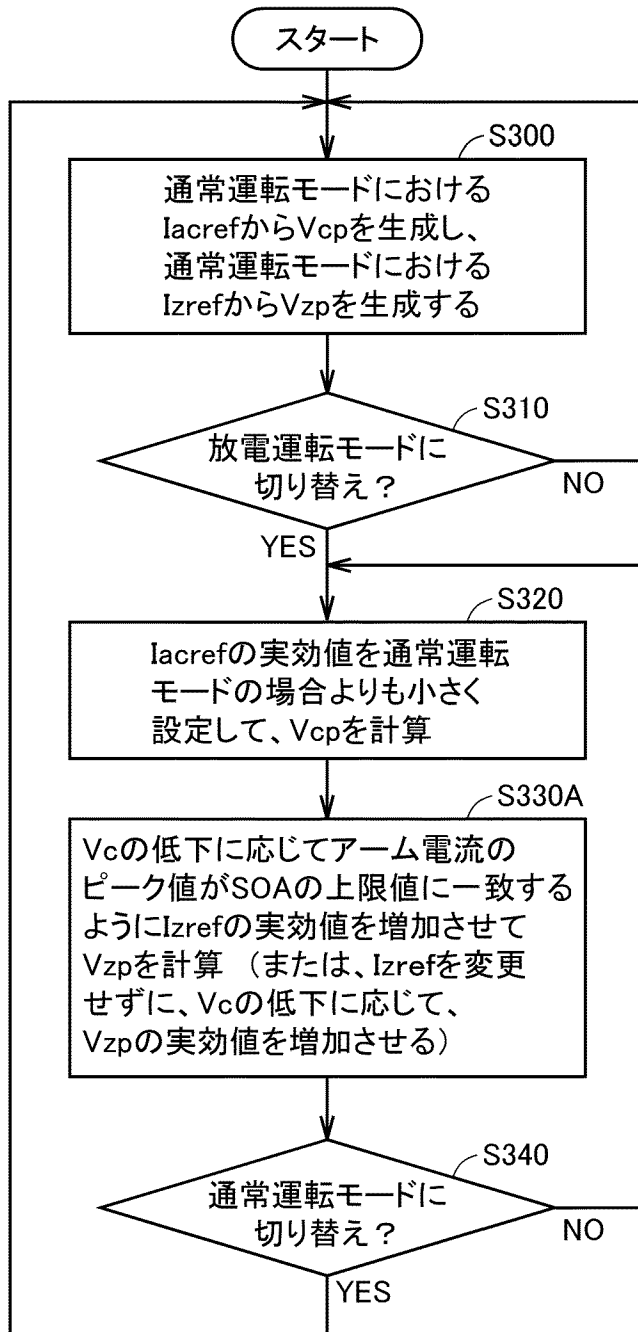 スタート
S300
通常運転モードにおける
IacrefからVcpを生成し、
通常運転モードにおける
IzrefからVzpを生成する
S310
放電運転モードに
切り替え？
NO
YES
S320
Iacrefの実効値を通常運転
モードの場合よりも小さく
設定して、Vcpを計算
S330A
Vcの低下に応じてアーム電流の
ピーク値がSOAの上限値に一致する
ようにIzrefの実効値を増加させて
Vzpを計算 （または、Izrefを変更
せずに、Vcの低下に応じて、
Vzpの実効値を増加させる）
S340
通常運転モードに
切り替え？
NO
YES